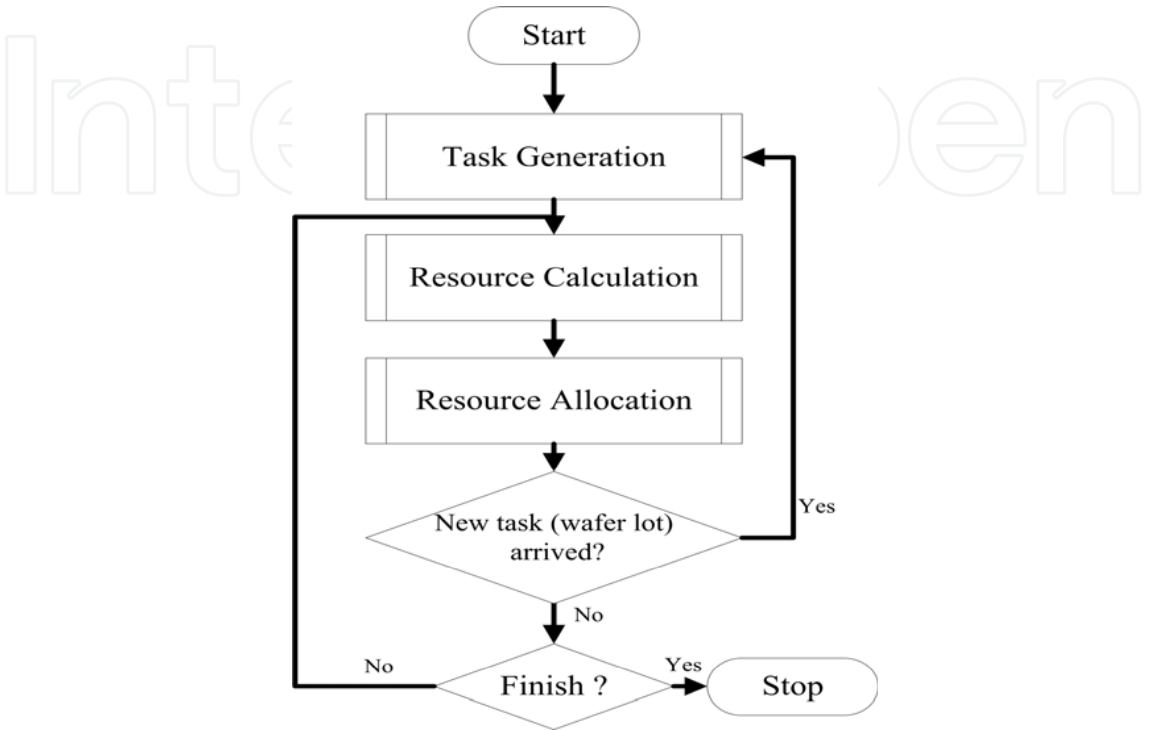 Start
Task Generation
Resource Calculation
Resource Allocation
New task (wafer lot)
arrived?
Yes
No
No
Finish ?
Yes
Stop